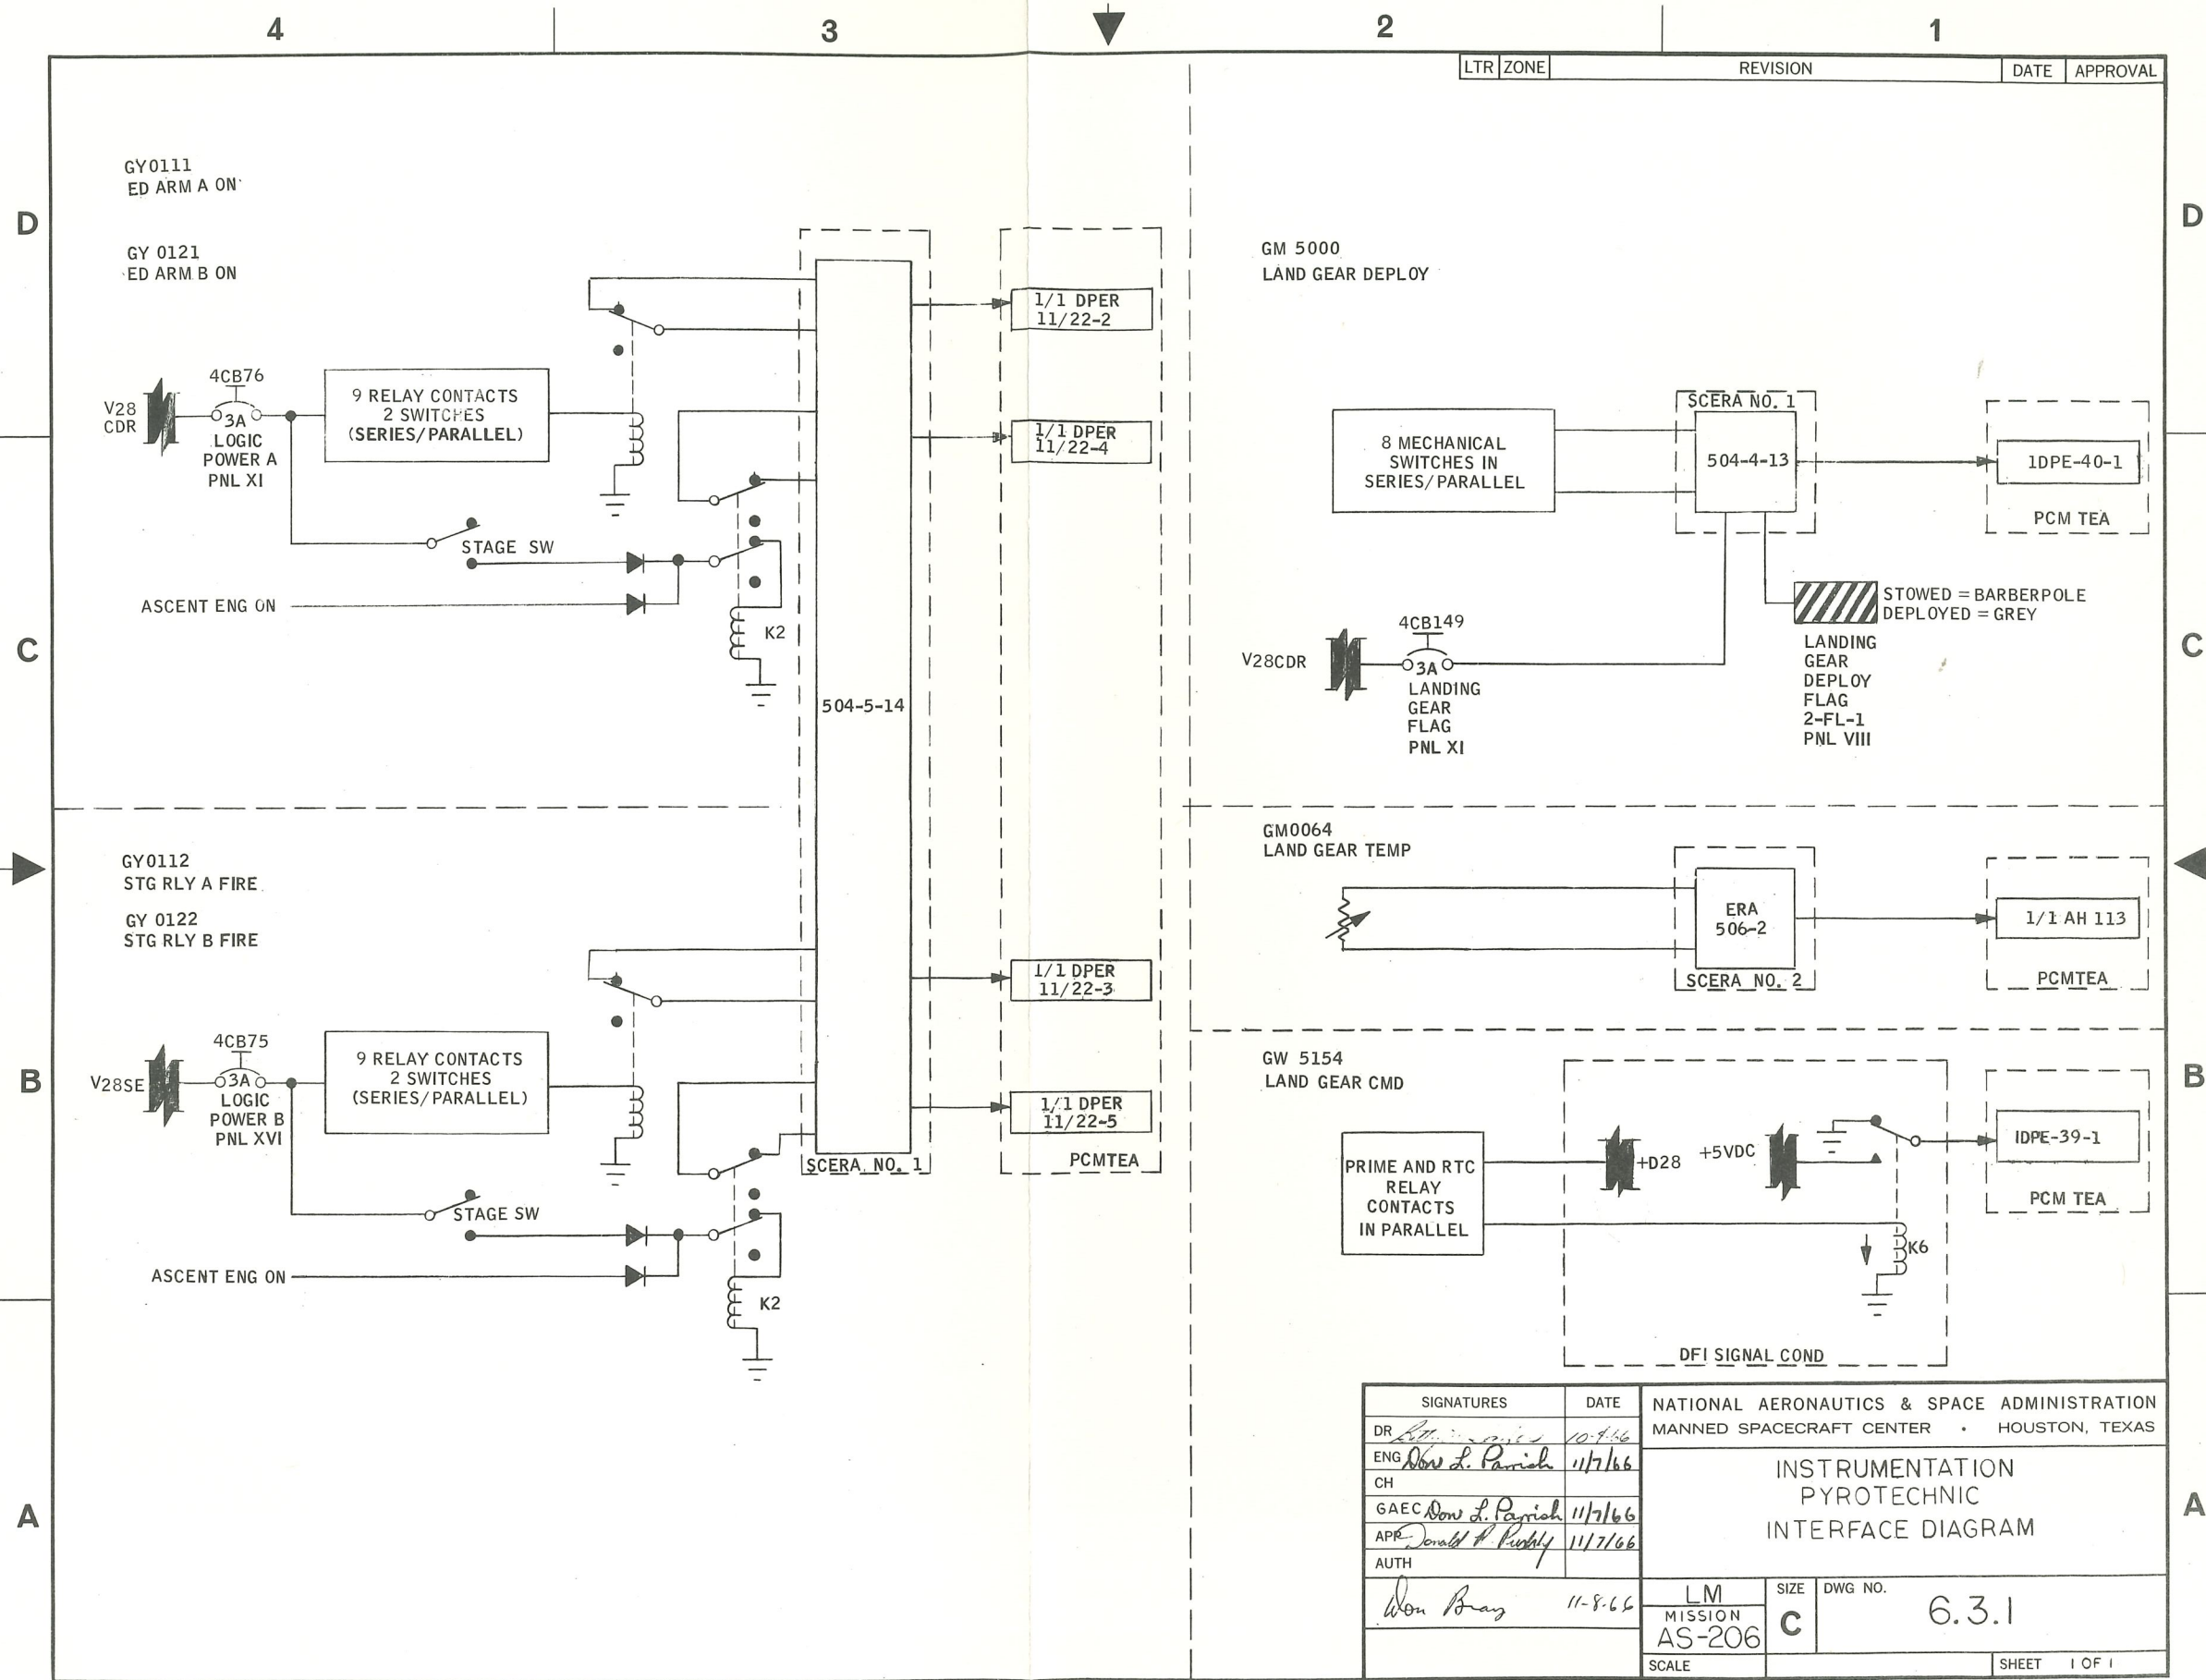 4
3
2
1
LTR ZONE REVISION DATE APPROVAL
D
D
GY0111
ED ARM A ON
GY 0121
ED ARM B ON
4CB76
V28
CDR
3A
LOGIC
POWER A
PNL XI
9 RELAY CONTACTS
2 SWITCHES
(SERIES/PARALLEL)
STAGE SW
ASCENT ENG ON
K2
504-5-14
1/1 DPER
11/22-2
1/1 DPER
11/22-4
GM 5000
LAND GEAR DEPLOY
8 MECHANICAL
SWITCHES IN
SERIES/PARALLEL
SCERA NO. 1
504-4-13
1DPE-40-1
PCM TEA
STOWED = BARBERPOLE
DEPLOYED = GREY
LANDING
GEAR
DEPLOY
FLAG
2-FL-1
PNL VIII
V28CDR
4CB149
3A
LANDING
GEAR
FLAG
PNL XI
C
C
GY0112
STG RLY A FIRE
GY 0122
STG RLY B FIRE
4CB75
V28SE
3A
LOGIC
POWER B
PNL XVI
9 RELAY CONTACTS
2 SWITCHES
(SERIES/PARALLEL)
STAGE SW
ASCENT ENG ON
K2
1/1 DPER
11/22-3
1/1 DPER
11/22-5
SCERA NO. 1
PCMTEA
GM0064
LAND GEAR TEMP
ERA
506-2
SCERA NO. 2
1/1 AH 113
PCMTEA
B
B
GW 5154
LAND GEAR CMD
PRIME AND RTC
RELAY
CONTACTS
IN PARALLEL
+D28
+5VDC
K6
DFI SIGNAL COND
IDPE-39-1
PCM TEA
A
A
SIGNATURES DATE
DR
ENG Don L. Parrish 11/7/66
CH
GAEC Don L. Parrish 11/7/66
APP Donald 11/7/66
AUTH
Don Bray 11-8-66
NATIONAL AERONAUTICS & SPACE ADMINISTRATION
MANNED SPACECRAFT CENTER • HOUSTON, TEXAS
INSTRUMENTATION
PYROTECHNIC
INTERFACE DIAGRAM
LM
MISSION
AS-206
SIZE
C
DWG NO.
6.3.1
SCALE
SHEET 1 OF 1